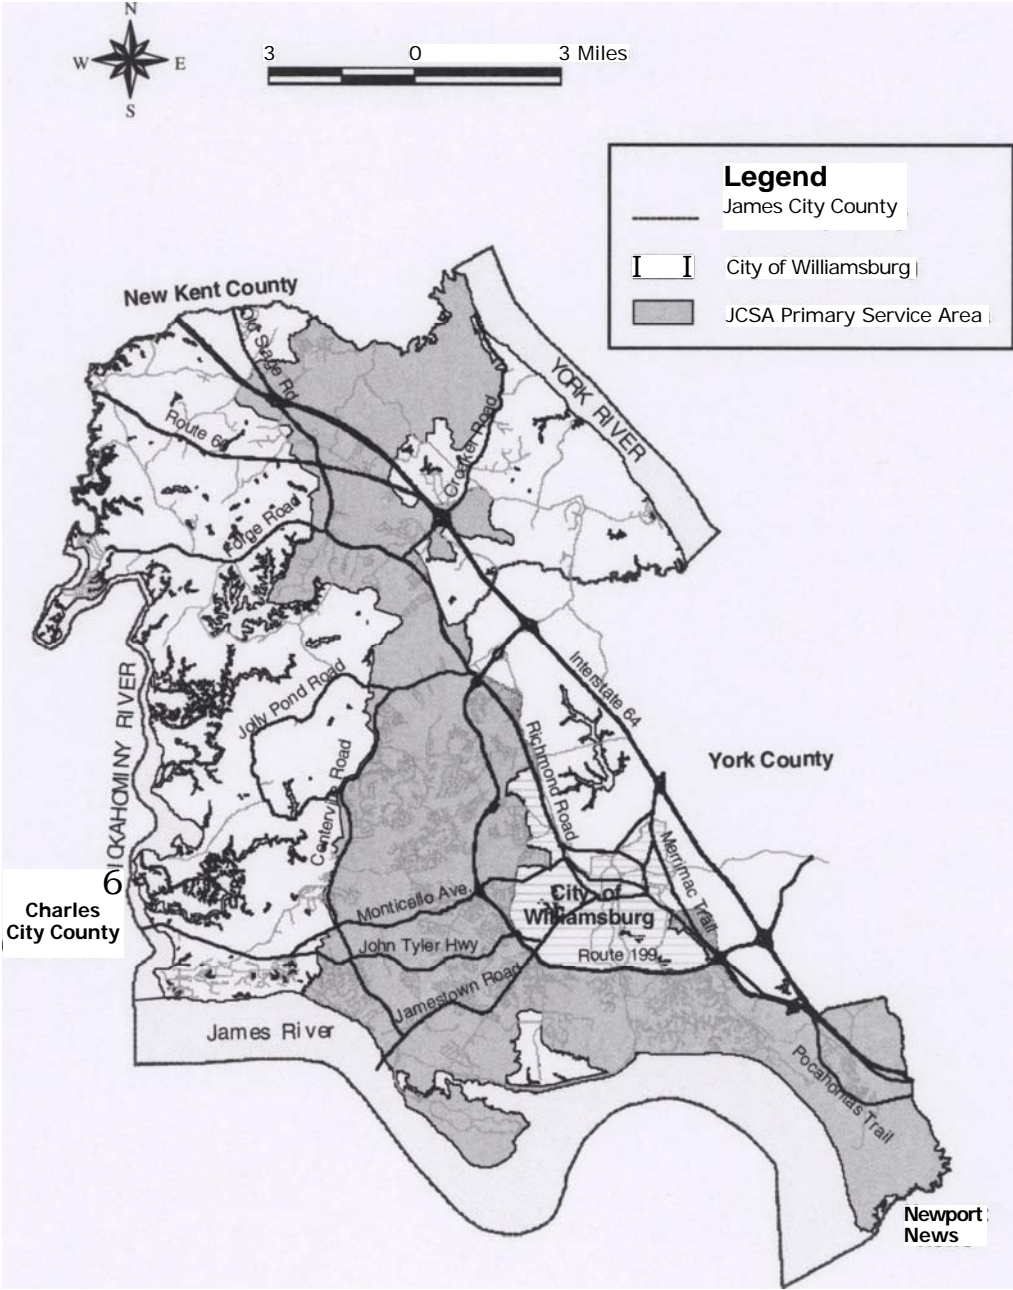 N
W E
S
3 0 3 Miles
Legend
James City County
City of Williamsburg
JCSA Primary Service Area
New Kent County
Old Stage Rd
YORK RIVER
Route 60
Croaker Road
Forge Road
Interstate 64
Jolly Pond Road
ICKAHOMINY RIVER
Richmond Road
York County
Centerville Road
Merrimac Trail
6
Charles
City County
Monticello Ave.
City of
Williamsburg
John Tyler Hwy
Route 199
Jamestown Road
James River
Pocahontas Trail
Newport
News